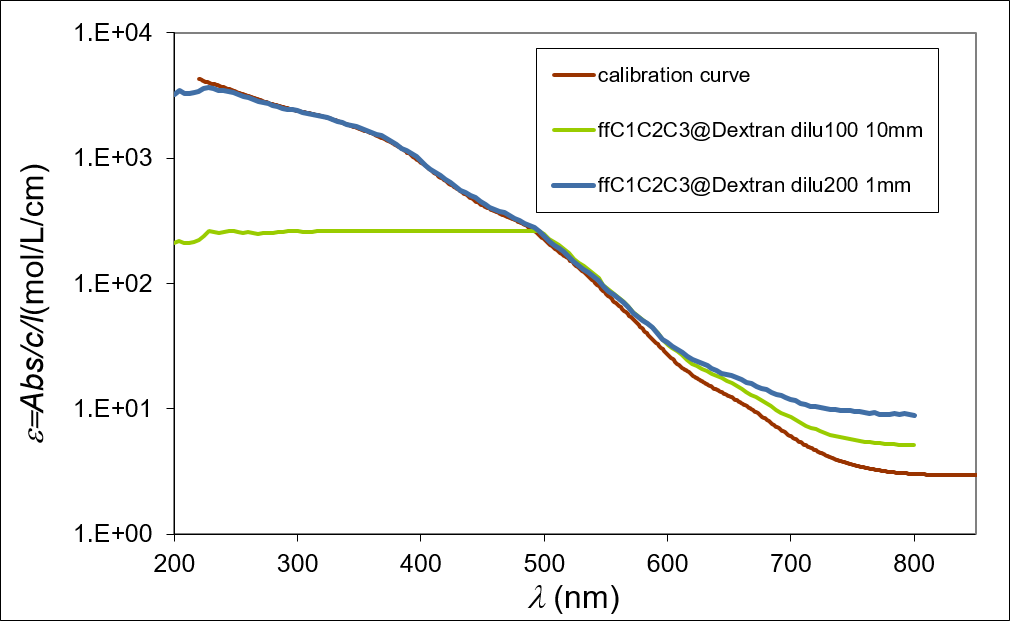 1.E+04
1.E+03
1.E+02
1.E+01
1.E+00
ε=Abs/c/l(mol/L/cm)
calibration curve
ffC1C2C3@Dextran dilu100 10mm
ffC1C2C3@Dextran dilu200 1mm
200 300 400 500 600 700 800
λ (nm)